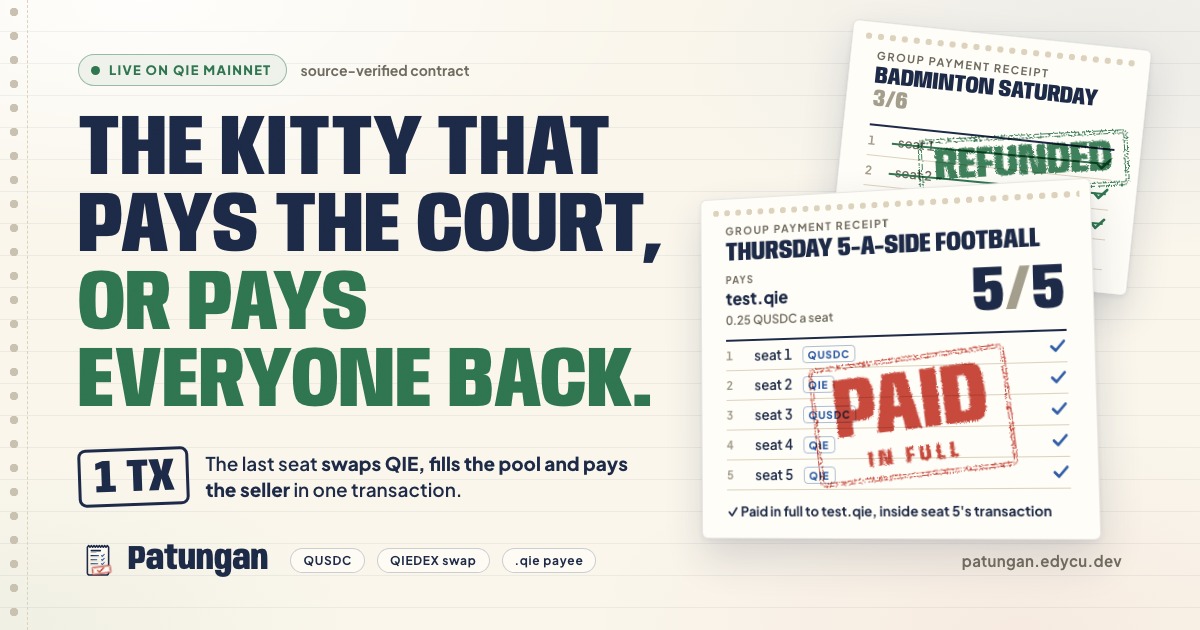 LIVE ON QIE MAINNET
source-verified contract
THE KITTY THAT
PAYS THE COURT,
OR PAYS
EVERYONE BACK.
1 TX
The last seat swaps QIE, fills the pool and pays
the seller in one transaction.
Patungan
QUSDC
QIEDEX swap
.qie payee
GROUP PAYMENT RECEIPT
BADMINTON SATURDAY
3/6
1 seat 1
2 seat 2
REFUNDED
GROUP PAYMENT RECEIPT
THURSDAY 5-A-SIDE FOOTBALL
PAYS
test.qie
0.25 QUSDC a seat
5/5
1 seat 1 QUSDC
2 seat 2 QIE
3 seat 3 QUSDC
4 seat 4 QIE
5 seat 5 QIE
PAID
IN FULL
✓ Paid in full to test.qie, inside seat 5's transaction
patungan.edycu.dev